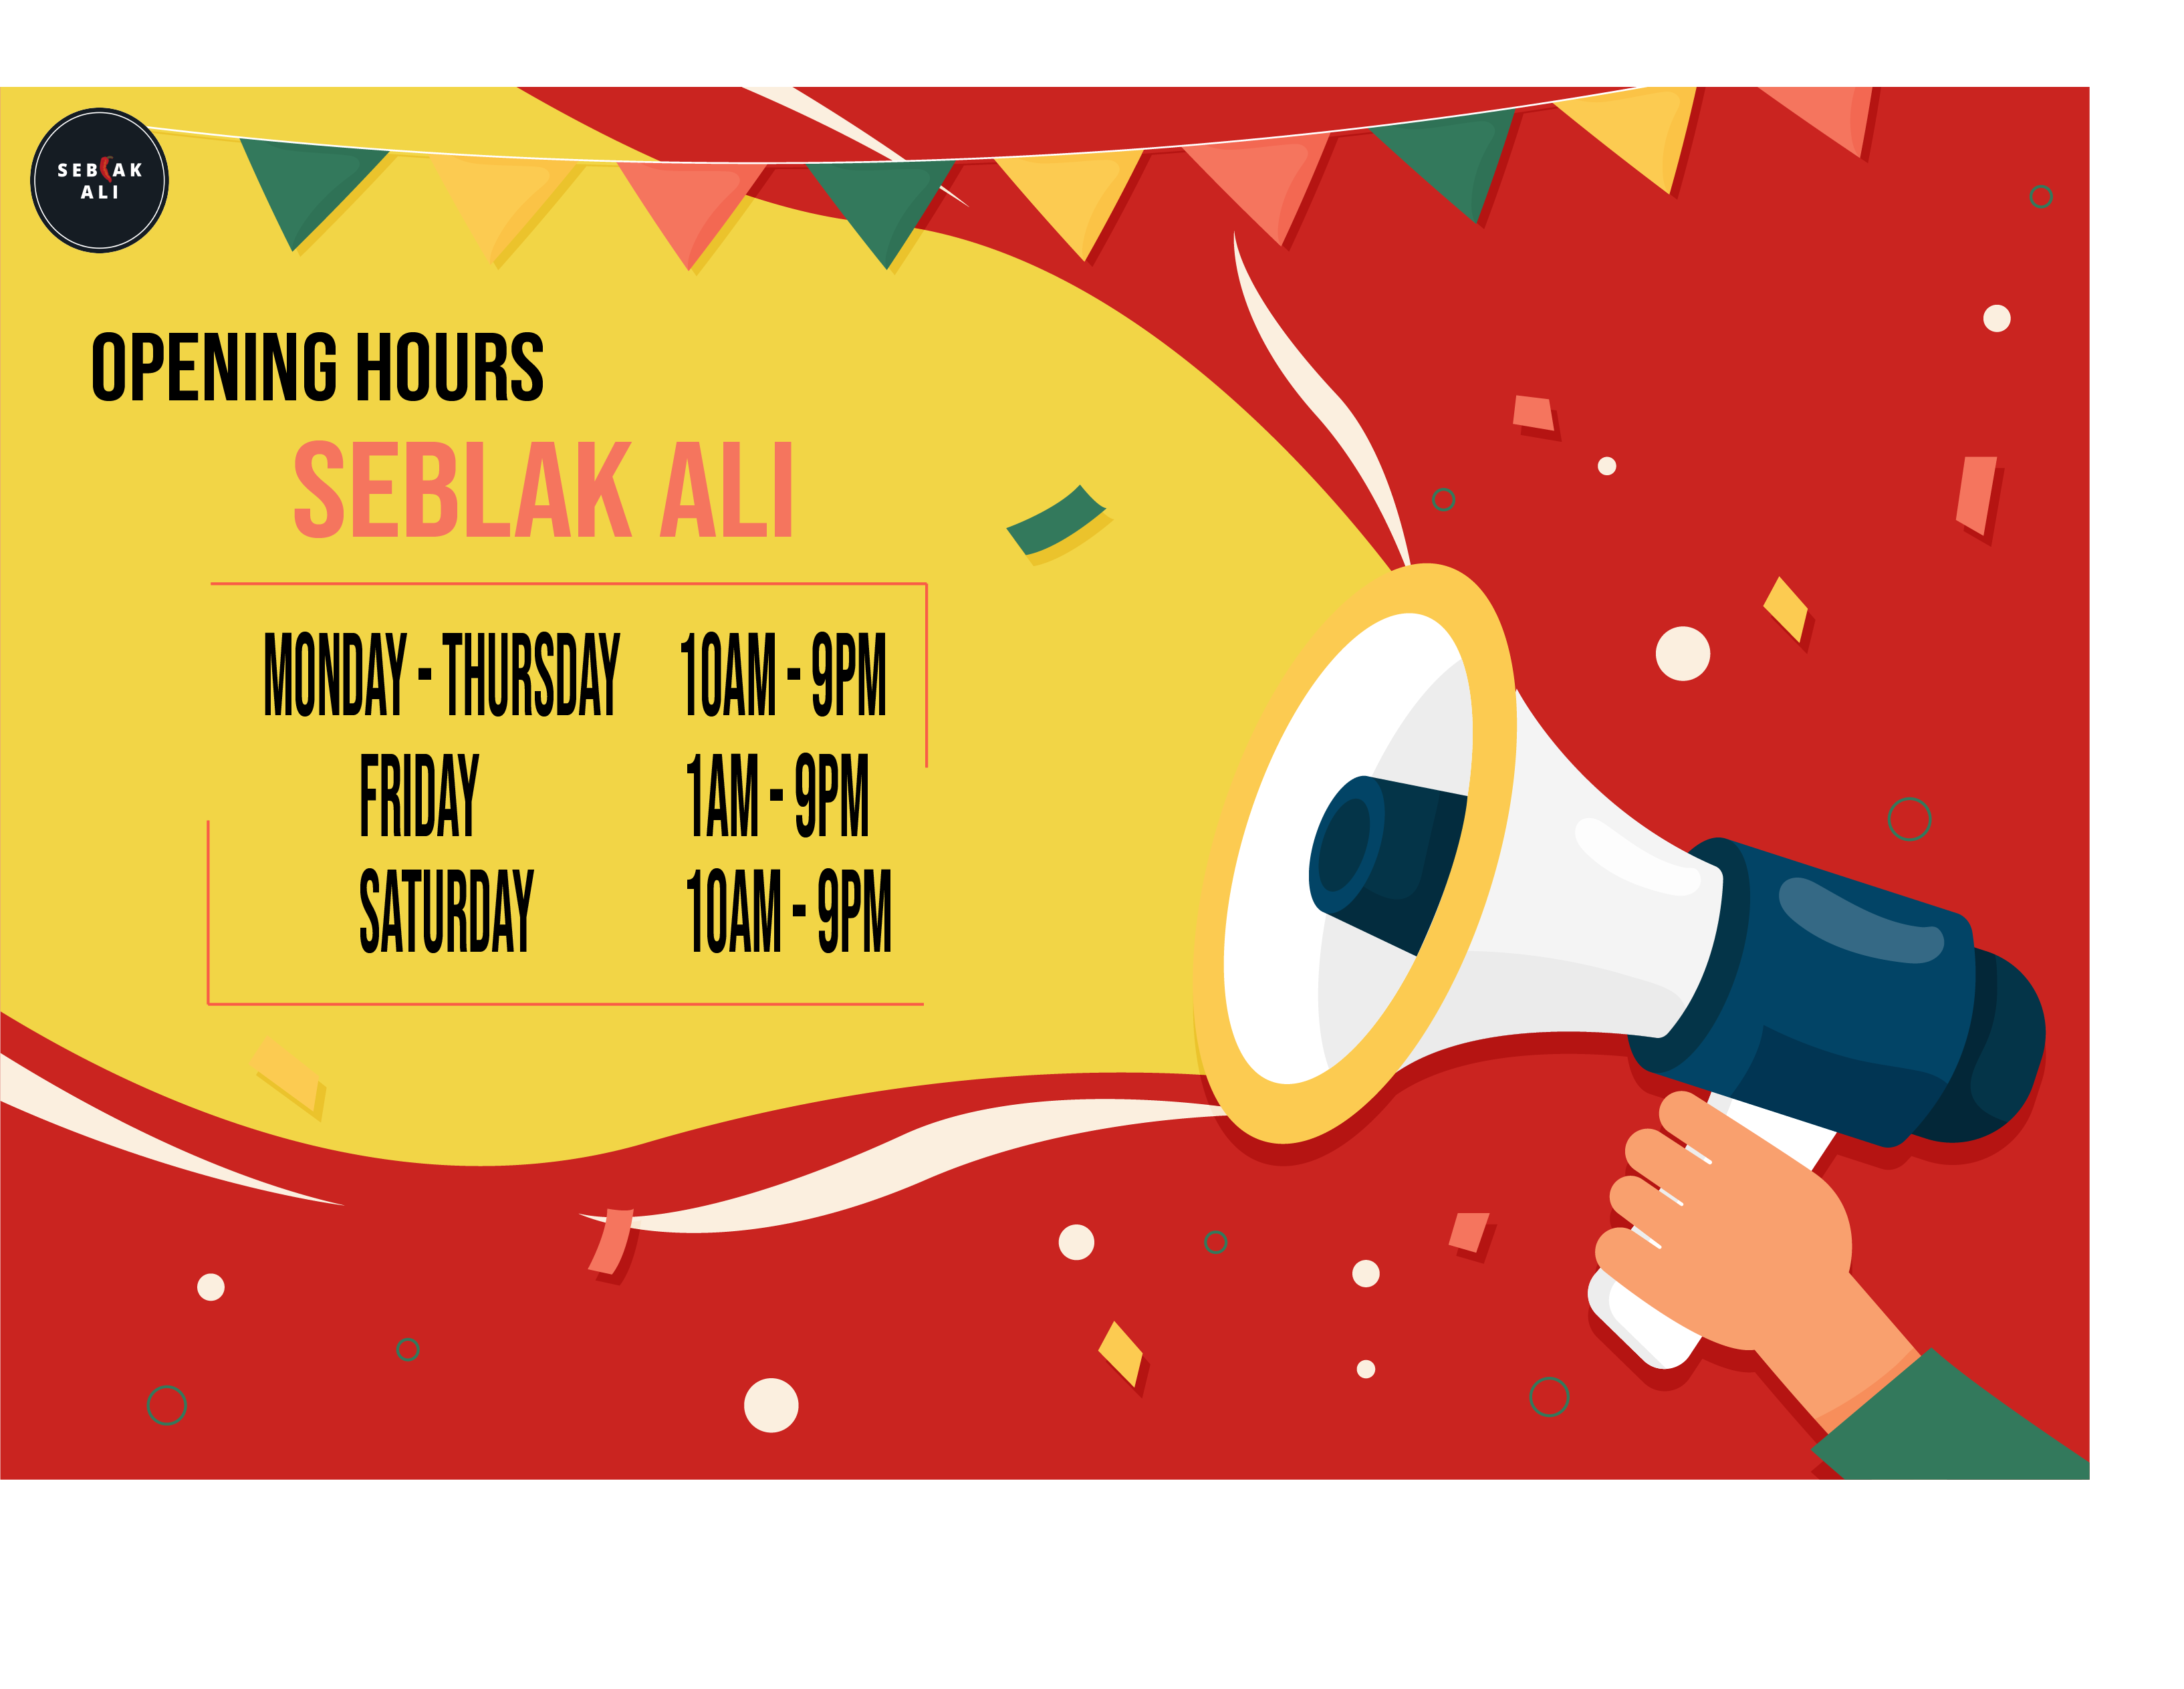 SEBLAK
ALI
OPENING HOURS
SEBLAK ALI
MONDAY - THURSDAY 10AM - 9PM
FRIDAY 1AM - 9PM
SATURDAY 10AM - 9PM